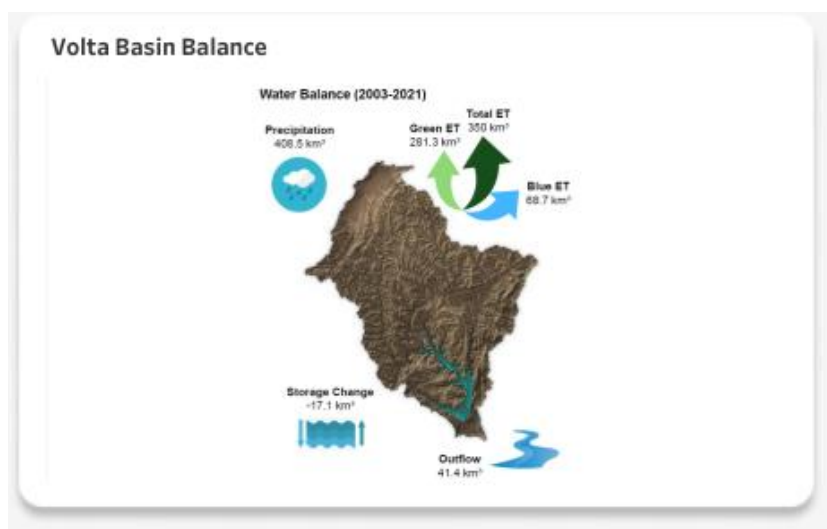 Volta Basin Balance
Water Balance (2003-2021)
Total ET
350 km³
Precipitation
408.5 km³
Green ET
281.3 km³
Blue ET
68.7 km³
Storage Change
-17.1 km³
Outflow
41.4 km³